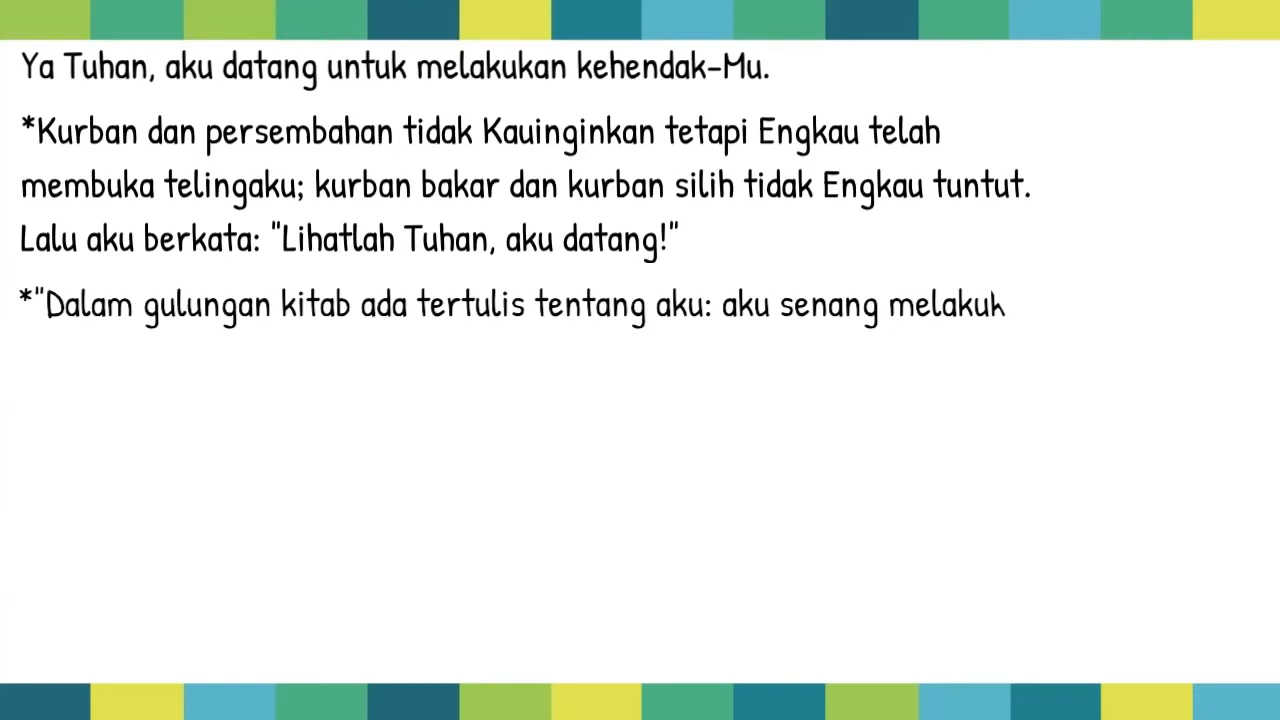 Ya Tuhan, aku datang untuk melakukan kehendak-Mu.
*Kurban dan persembahan tidak Kauinginkan tetapi Engkau telah
membuka telingaku; kurban bakar dan kurban silih tidak Engkau tuntut.
Lalu aku berkata: "Lihatlah Tuhan, aku datang!"
*"Dalam gulungan kitab ada tertulis tentang aku: aku senang melakuk